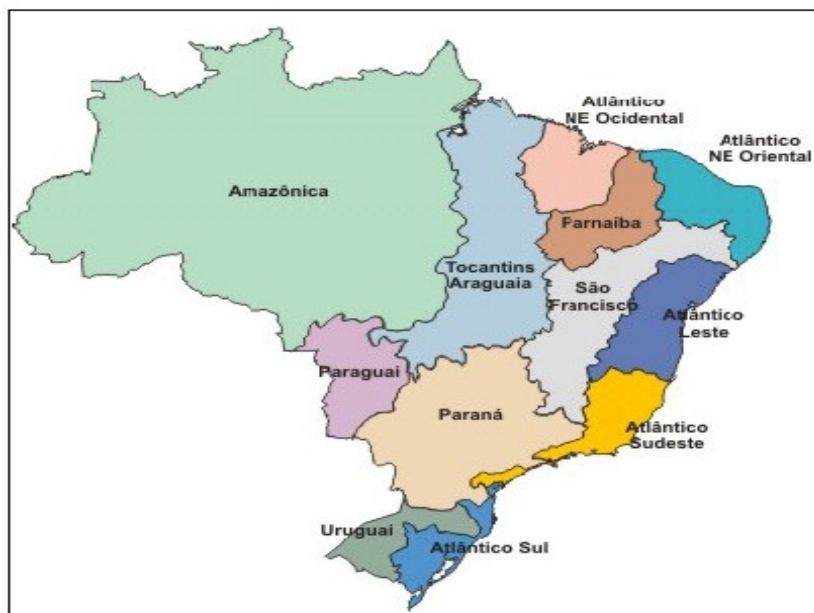 Atlântico
NE Ocidental
Atlântico
NE Oriental
Amazônica
Parnaíba
Tocantins
Araguaia
São
Francisco
Atlântico
Leste
Paraguai
Paraná
Atlântico
Sudeste
Uruguai
Atlântico Sul